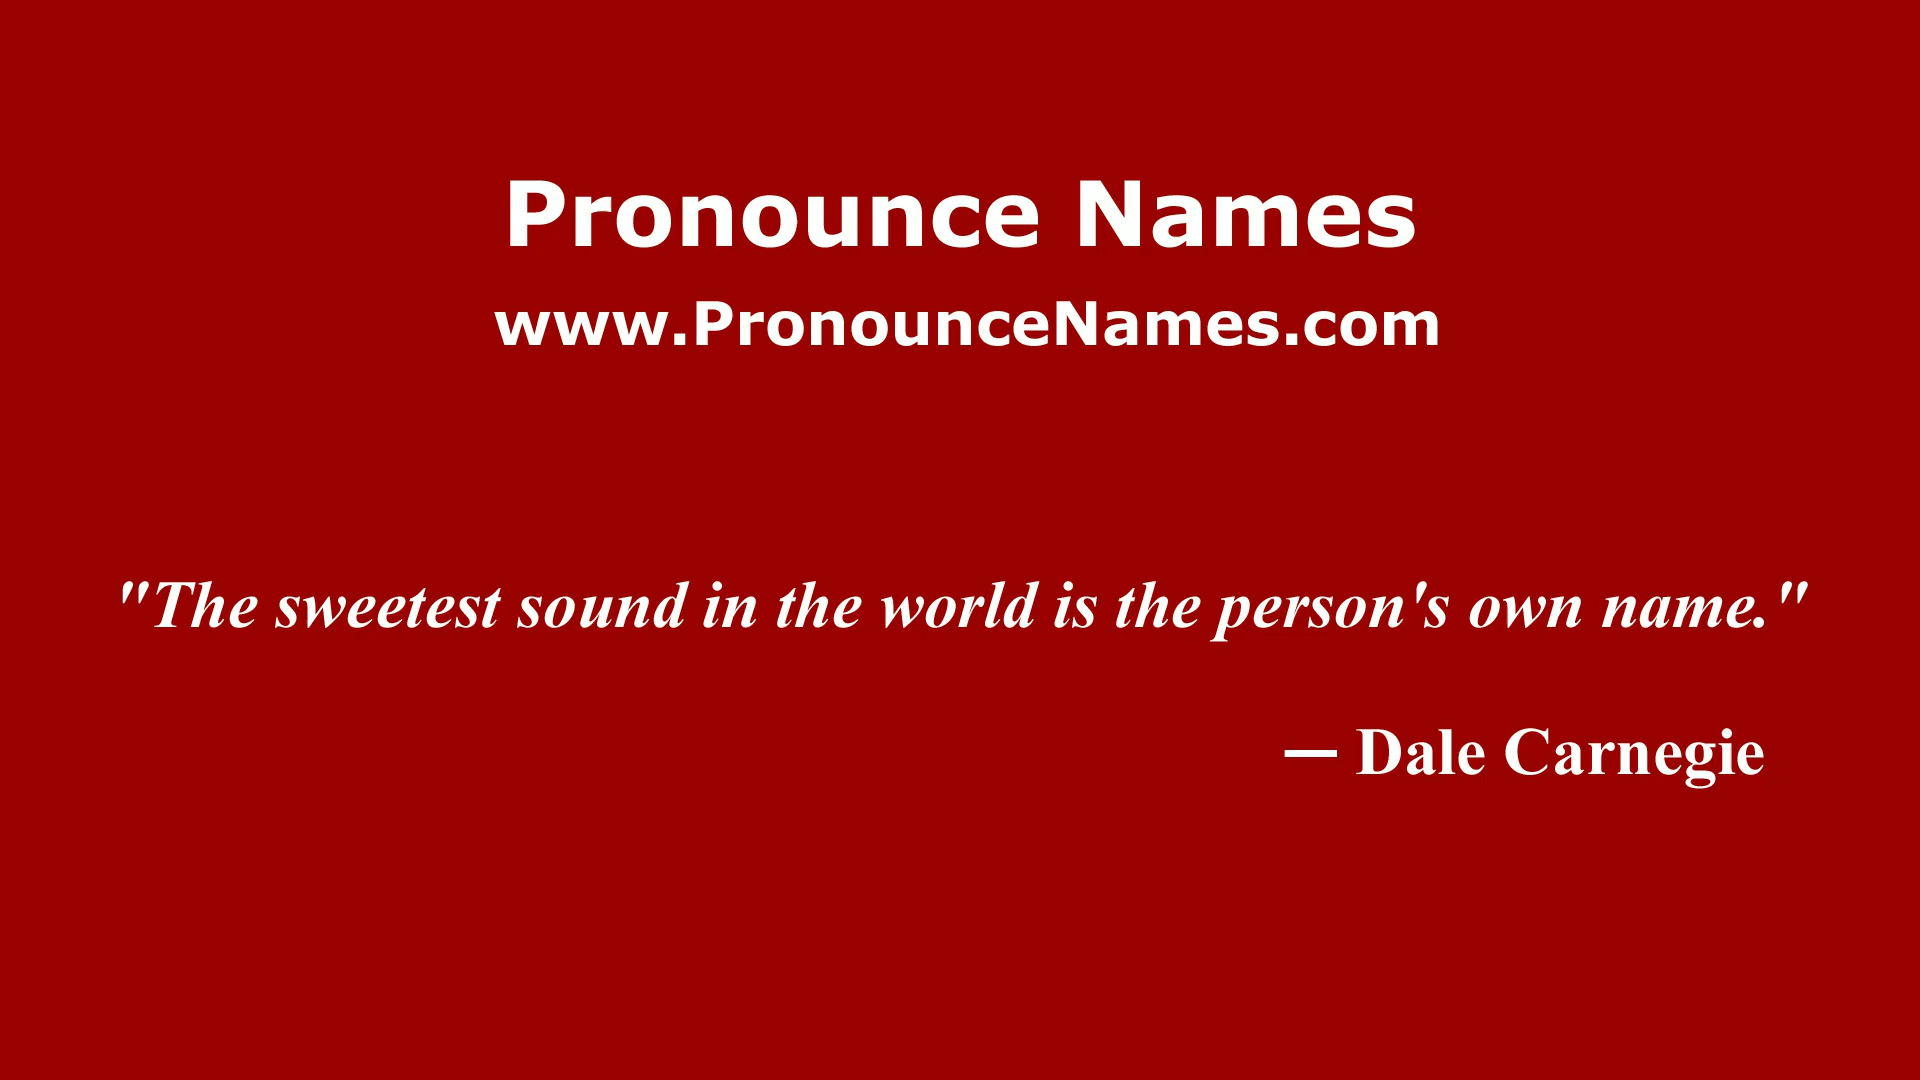 Pronounce Names
www.PronounceNames.com
"The sweetest sound in the world is the person's own name."
— Dale Carnegie